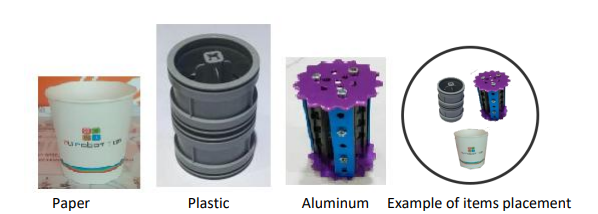 Paper
Plastic
Aluminum
Example of items placement